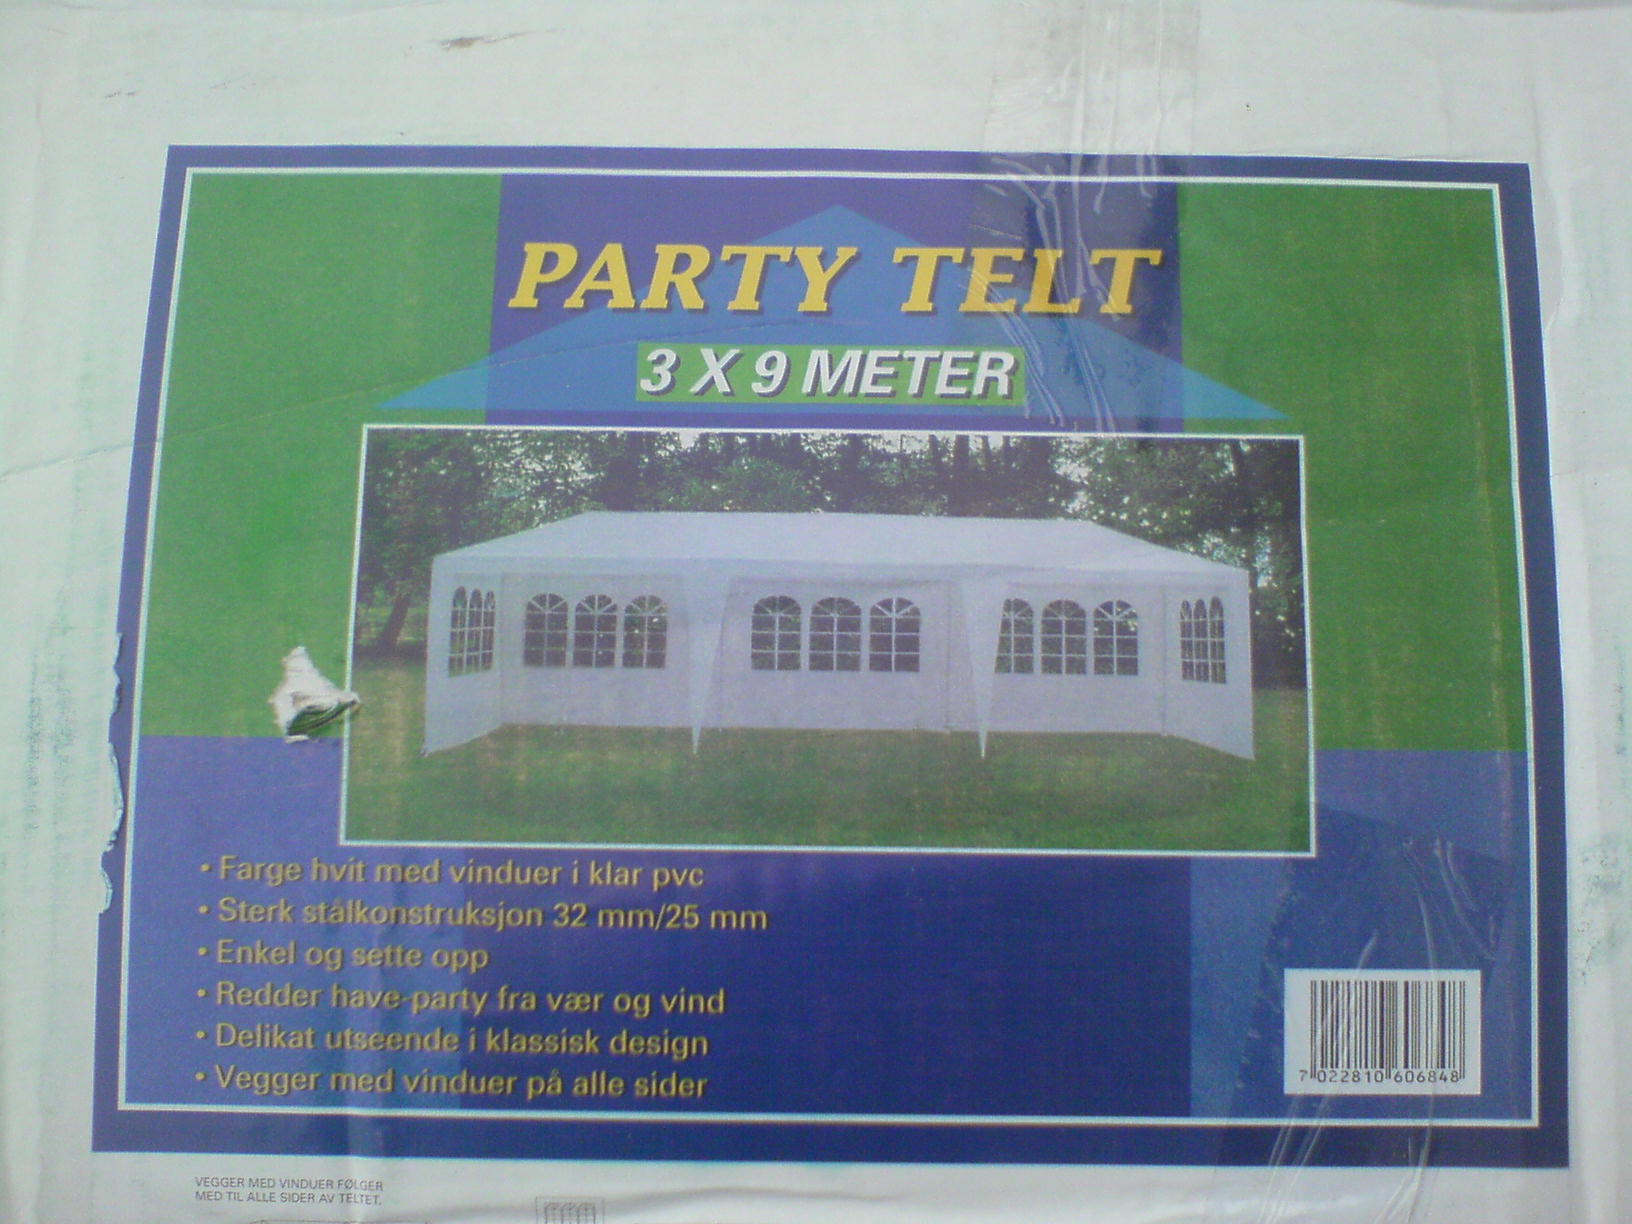 PARTY TELT
3 X 9 METER
• Farge hvit med vinduer i klar pvc
• Sterk stålkonstruksjon 32 mm/25 mm
• Enkel og sette opp
• Redder have-party fra vær og vind
• Delikat utseende i klassisk design
• Vegger med vinduer på alle sider
7 022810 606848
VEGGER MED VINDUER FØLGER
MED TIL ALLE SIDER AV TELTET.